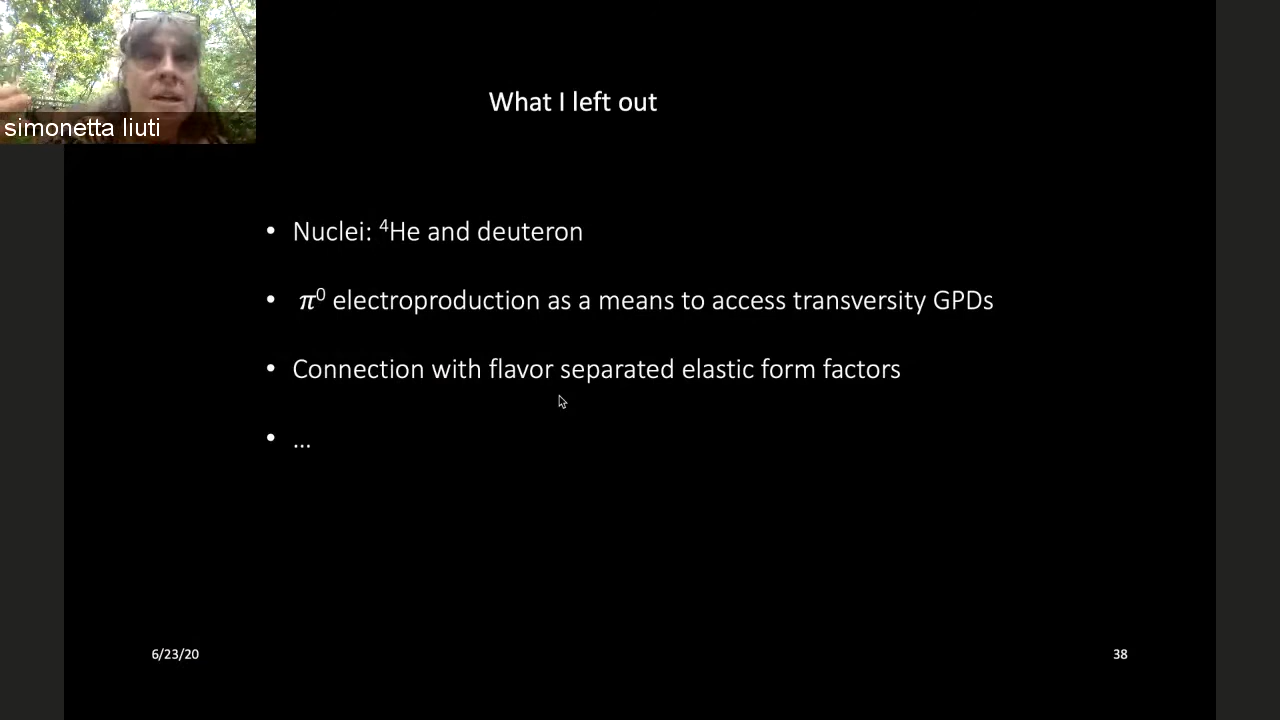 simonetta liuti
What I left out
• Nuclei: ⁴He and deuteron
• π⁰ electroproduction as a means to access transversity GPDs
• Connection with flavor separated elastic form factors
• ...
6/23/20
38